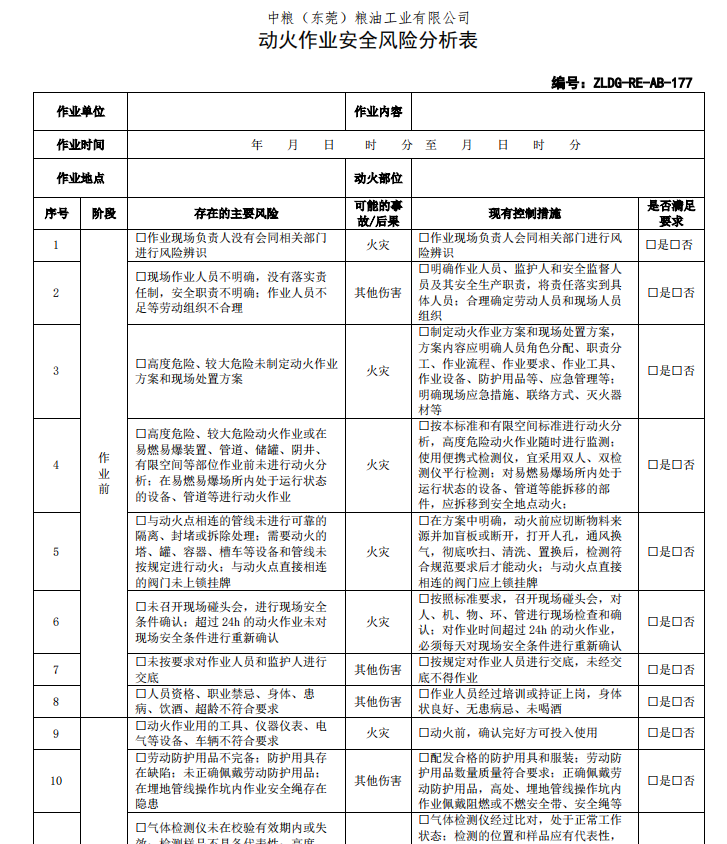 中粮（东莞）粮油工业有限公司
动火作业安全风险分析表
编号：ZLDG-RE-AB-177
作业单位 作业内容
作业时间 年 月 日 时 分 至 月 日 时 分
作业地点 动火部位
序号 阶段 存在的主要风险 可能的事故/后果 现有控制措施 是否满足要求
作业前
1
□作业现场负责人没有会同相关部门
进行风险辨识
火灾
□作业现场负责人会同相关部门进行风
险辨识
□是□否
2
□现场作业人员不明确，没有落实责
任制，安全职责不明确；作业人员不
足等劳动组织不合理
其他伤害
□明确作业人员、监护人和安全监督人
员及其安全生产职责，将责任落实到具
体人员；合理确定劳动人员和现场人员
组织
□是□否
3
□高度危险、较大危险未制定动火作业
方案和现场处置方案
火灾
□制定动火作业方案和现场处置方案，
方案内容应明确人员角色分配、职责分
工、作业流程、作业要求、作业工具、
作业设备、防护用品等、应急管理等；
明确现场应急措施、联络方式、灭火器
材等
□是□否
4
□高度危险、较大危险动火作业或在
易燃易爆装置、管道、储罐、阴井、
有限空间等部位作业前未进行动火分
析；在易燃易爆场所内处于运行状态
的设备、管道等进行动火作业
火灾
□按本标准和有限空间标准进行动火分
析，高度危险动火作业随时进行监测；
使用便携式检测仪，宜采用双人、双检
测仪平行检测；对易燃易爆场所内处于
运行状态的设备、管道等能拆移的部
件，应拆移到安全地点动火；
□是□否
5
□与动火点相连的管线未进行可靠的
隔离、封堵或拆除处理；需要动火的
塔、罐、容器、槽车等设备和管线未
按规定进行动火；与动火点直接相连
的阀门未上锁挂牌
火灾
□在方案中明确，动火前应切断物料来
源并加盲板或断开，打开人孔，通风换
气，彻底吹扫、清洗、置换后，检测符
合规范要求后才能动火；与动火点直接
相连的阀门应上锁挂牌
□是□否
6
□未召开现场碰头会，进行现场安全
条件确认；超过 24h 的动火作业未对
现场安全条件进行重新确认
火灾
□按照标准要求，召开现场碰头会，对
人、机、物、环、管进行现场检查和确
认；对作业时间超过 24h 的动火作业，
必须每天对现场安全条件进行重新确认
□是□否
7
□未按要求对作业人员和监护人进行
交底
其他伤害
□按规定对作业人员进行交底，未经交
底不得作业
□是□否
8
□人员资格、职业禁忌、身体、患
病、饮酒、超龄不符合要求
其他伤害
□作业人员经过培训或持证上岗，身体
状良好、无患病忌、未喝酒
□是□否
9
□动火作业用的工具、仪器仪表、电
气等设备、车辆不符合要求
火灾
□动火前，确认完好方可投入使用
□是□否
10
□劳动防护用品不完备；防护用具存
在缺陷；未正确佩戴劳动防护用品；
在埋地管线操作坑内作业安全绳存在
隐患
其他伤害
□配发合格的防护用具和服装；劳动防
护用品数量质量符合要求；正确佩戴劳
动防护用品，高处、埋地管线操作坑内
作业佩戴阻燃或不燃安全带、安全绳等
□是□否
□气体检测仪未在校验有效期内或失
效，检测样品不具备代表性，高度
□气体检测仪经过比对，处于正常工作
状态；检测的位置和样品应有代表性，